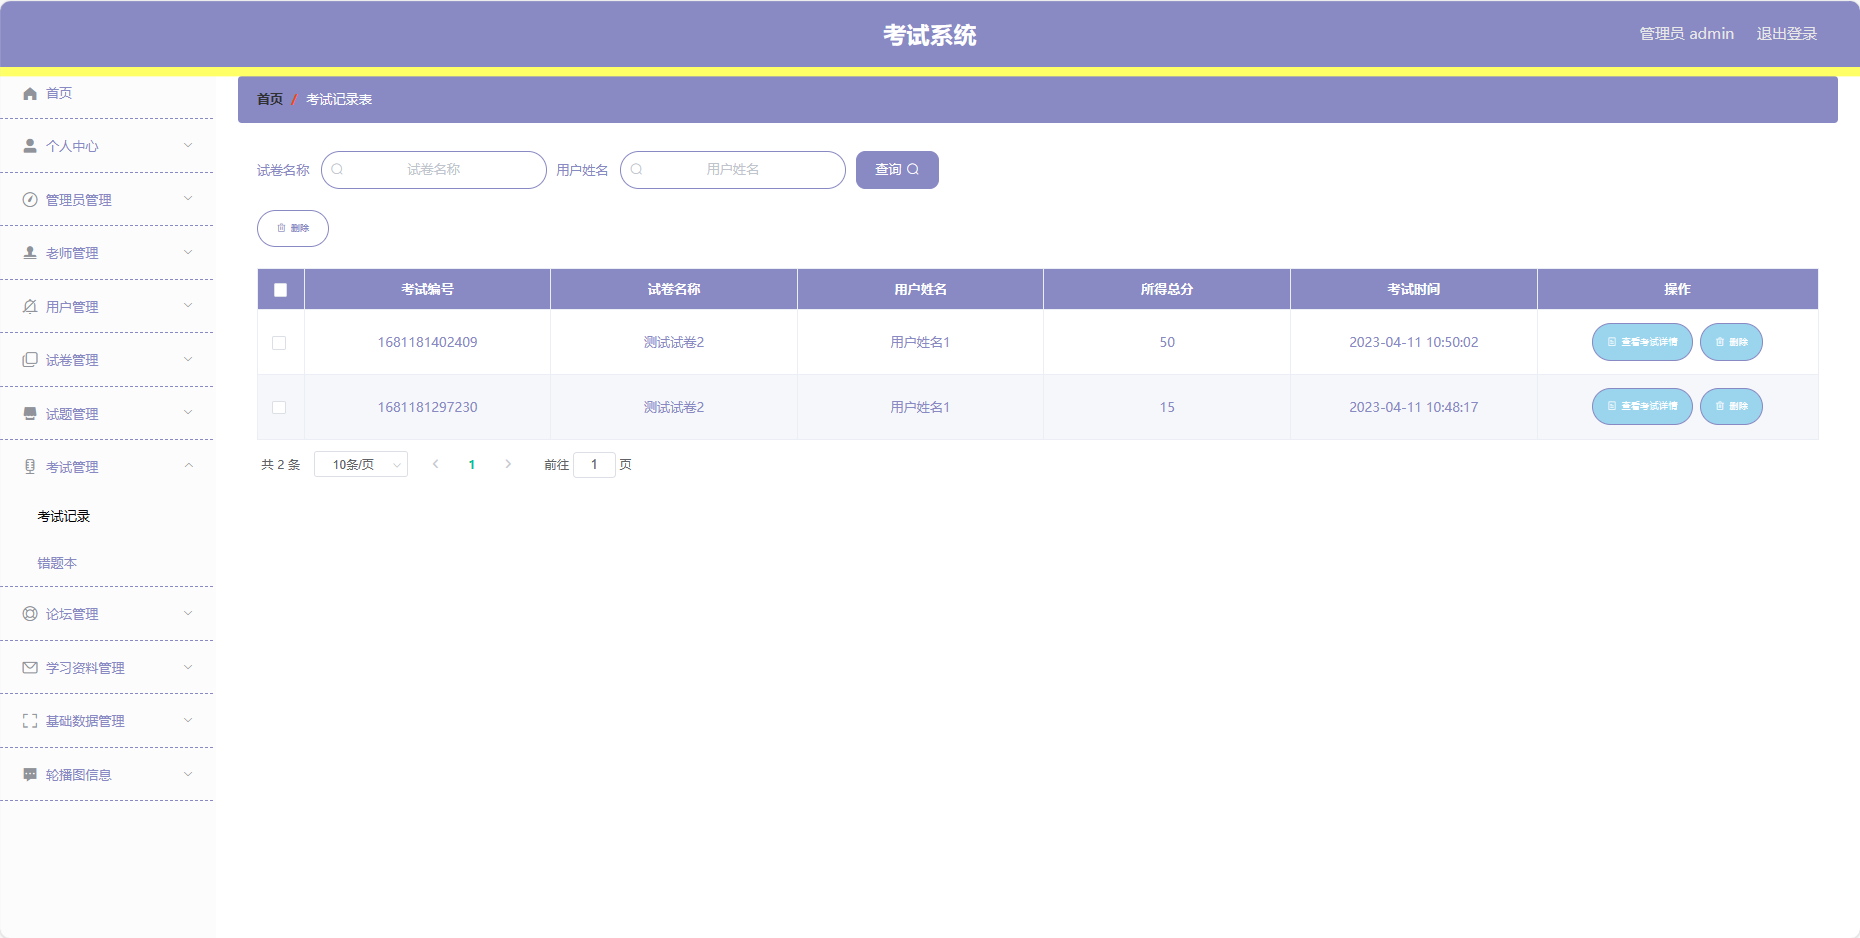 考试系统
管理员 admin 退出登录
首页
个人中心
管理员管理
老师管理
用户管理
试卷管理
试题管理
考试管理
考试记录
错题本
论坛管理
学习资料管理
基础数据管理
轮播图信息
首页 / 考试记录表
试卷名称 试卷名称 用户姓名 用户姓名 查询
删除
考试编号 试卷名称 用户姓名 所得总分 考试时间 操作
1681181402409 测试试卷2 用户姓名1 50 2023-04-11 10:50:02 查看考试详情 删除
1681181297230 测试试卷2 用户姓名1 15 2023-04-11 10:48:17 查看考试详情 删除
共 2 条 10条/页 1 前往 1 页